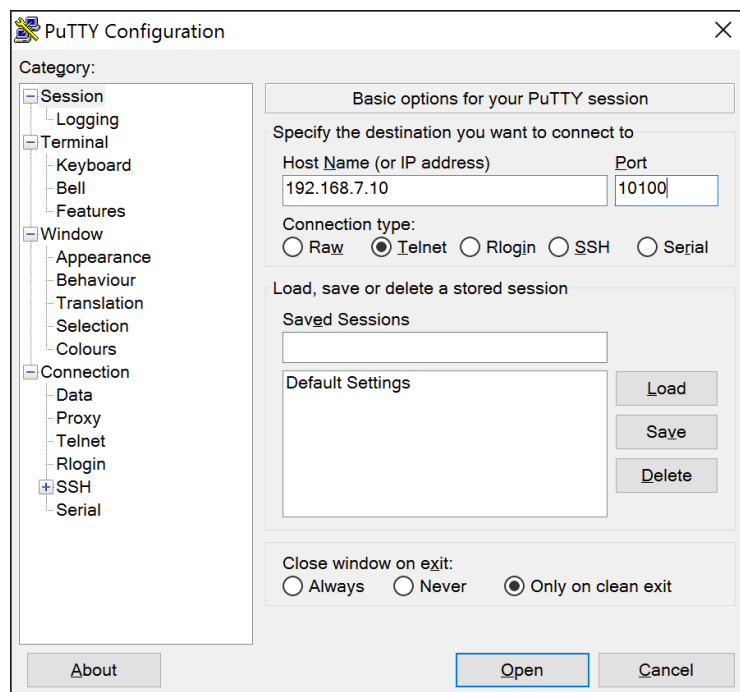 PuTTY Configuration
Category:
Session
Logging
Terminal
Keyboard
Bell
Features
Window
Appearance
Behaviour
Translation
Selection
Colours
Connection
Data
Proxy
Telnet
Rlogin
SSH
Serial
Basic options for your PuTTY session
Specify the destination you want to connect to
Host Name (or IP address) Port
192.168.7.10 10100
Connection type:
Raw Telnet Rlogin SSH Serial
Load, save or delete a stored session
Saved Sessions
Default Settings
Load
Save
Delete
Close window on exit:
Always Never Only on clean exit
About Open Cancel